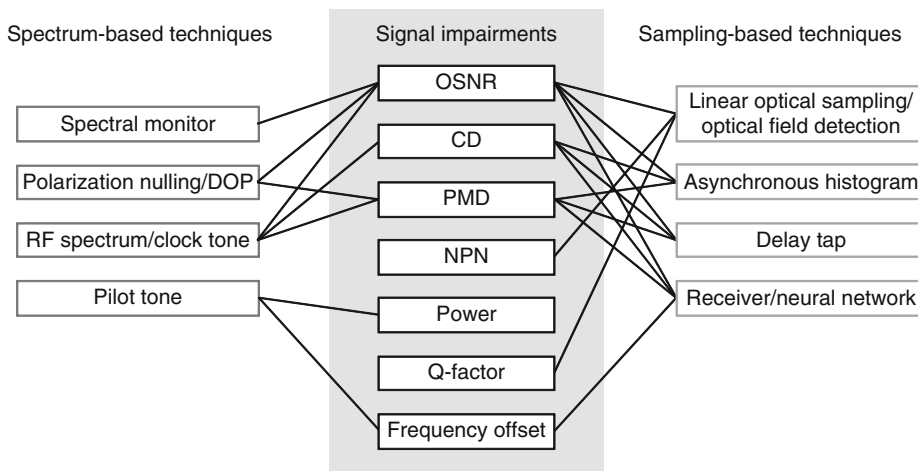 Spectrum-based techniques
Signal impairments
Sampling-based techniques
Spectral monitor
Polarization nulling/DOP
RF spectrum/clock tone
Pilot tone
OSNR
CD
PMD
NPN
Power
Q-factor
Frequency offset
Linear optical sampling/
optical field detection
Asynchronous histogram
Delay tap
Receiver/neural network